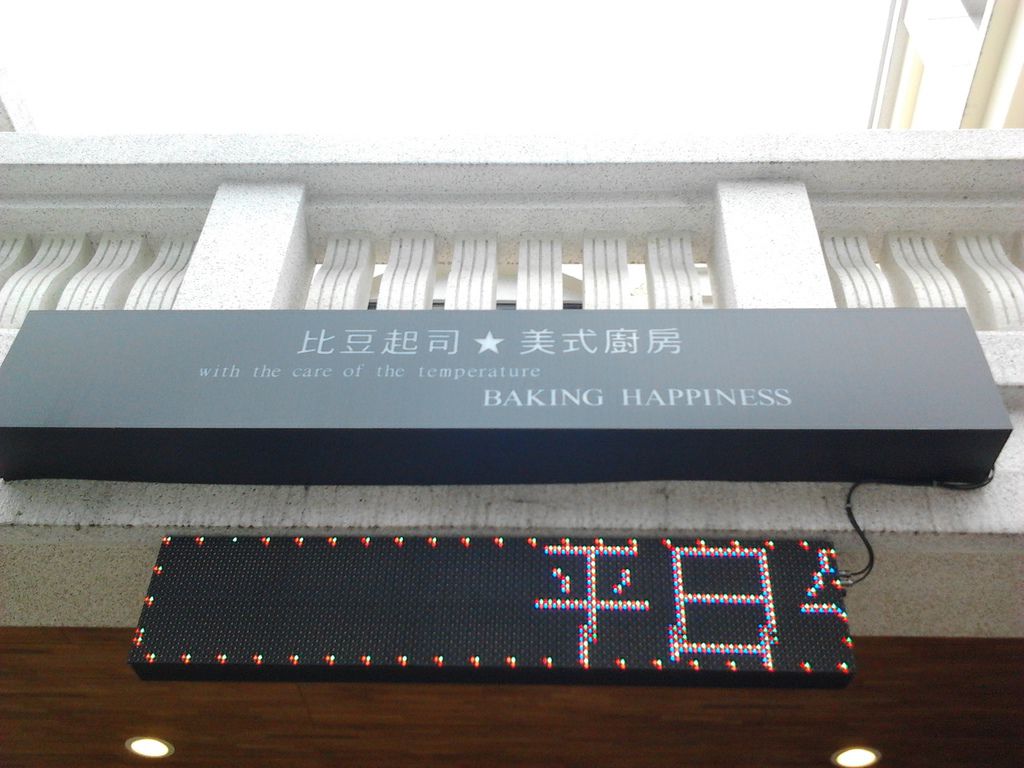 比豆起司★美式廚房
with the care of the temperature
BAKING HAPPINESS
平日